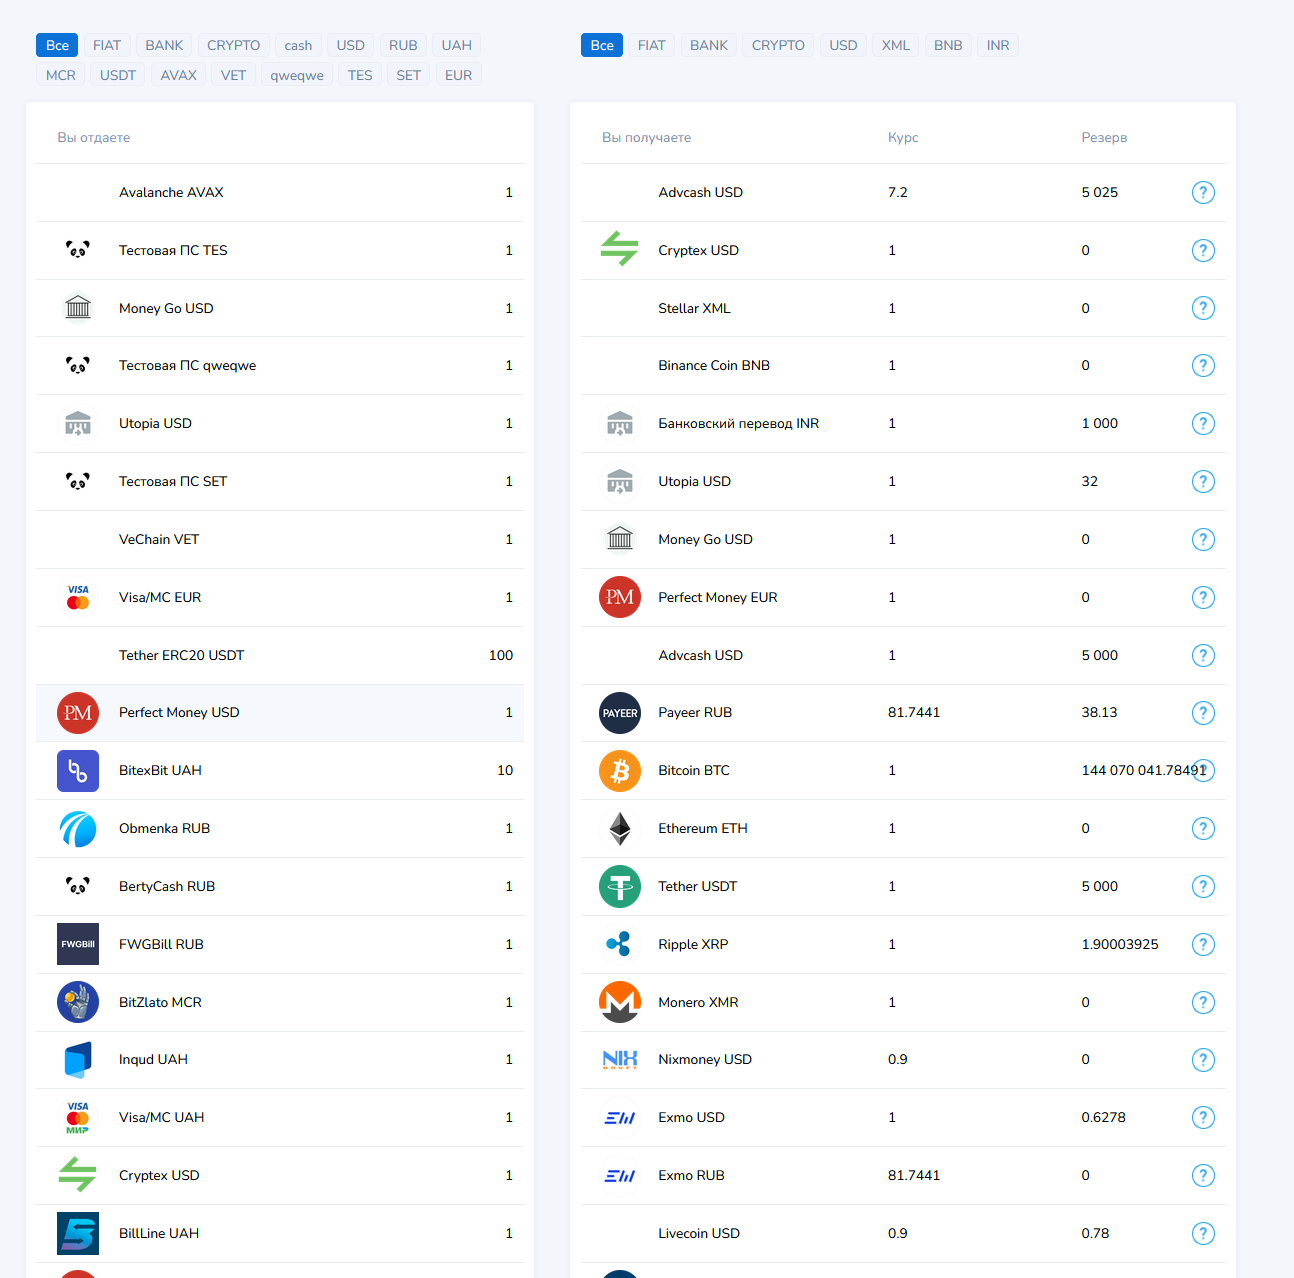 Все FIAT BANK CRYPTO cash USD RUB UAH
MCR USDT AVAX VET qweqwe TES SET EUR
Вы отдаете
Avalanche AVAX 1
Тестовая ПС TES 1
Money Go USD 1
Тестовая ПС qweqwe 1
Utopia USD 1
Тестовая ПС SET 1
VeChain VET 1
VISA Visa/MC EUR 1
Tether ERC20 USDT 100
PM Perfect Money USD 1
BitexBit UAH 10
Obmenka RUB 1
BertyCash RUB 1
FWGBill FWGBill RUB 1
BitZlato MCR 1
Inqud UAH 1
VISA МИР Visa/MC UAH 1
Cryptex USD 1
BillLine UAH 1
Все FIAT BANK CRYPTO USD XML BNB INR
Вы получаете Курс Резерв
Advcash USD 7.2 5 025 ?
Cryptex USD 1 0 ?
Stellar XML 1 0 ?
Binance Coin BNB 1 0 ?
Банковский перевод INR 1 1 000 ?
Utopia USD 1 32 ?
Money Go USD 1 0 ?
PM Perfect Money EUR 1 0 ?
Advcash USD 1 5 000 ?
PAYEER Payeer RUB 81.7441 38.13 ?
Bitcoin BTC 1 144 070 041.78491 ?
Ethereum ETH 1 0 ?
Tether USDT 1 5 000 ?
Ripple XRP 1 1.90003925 ?
Monero XMR 1 0 ?
NIX MONEY Nixmoney USD 0.9 0 ?
Exmo USD 1 0.6278 ?
Exmo RUB 81.7441 0 ?
Livecoin USD 0.9 0.78 ?